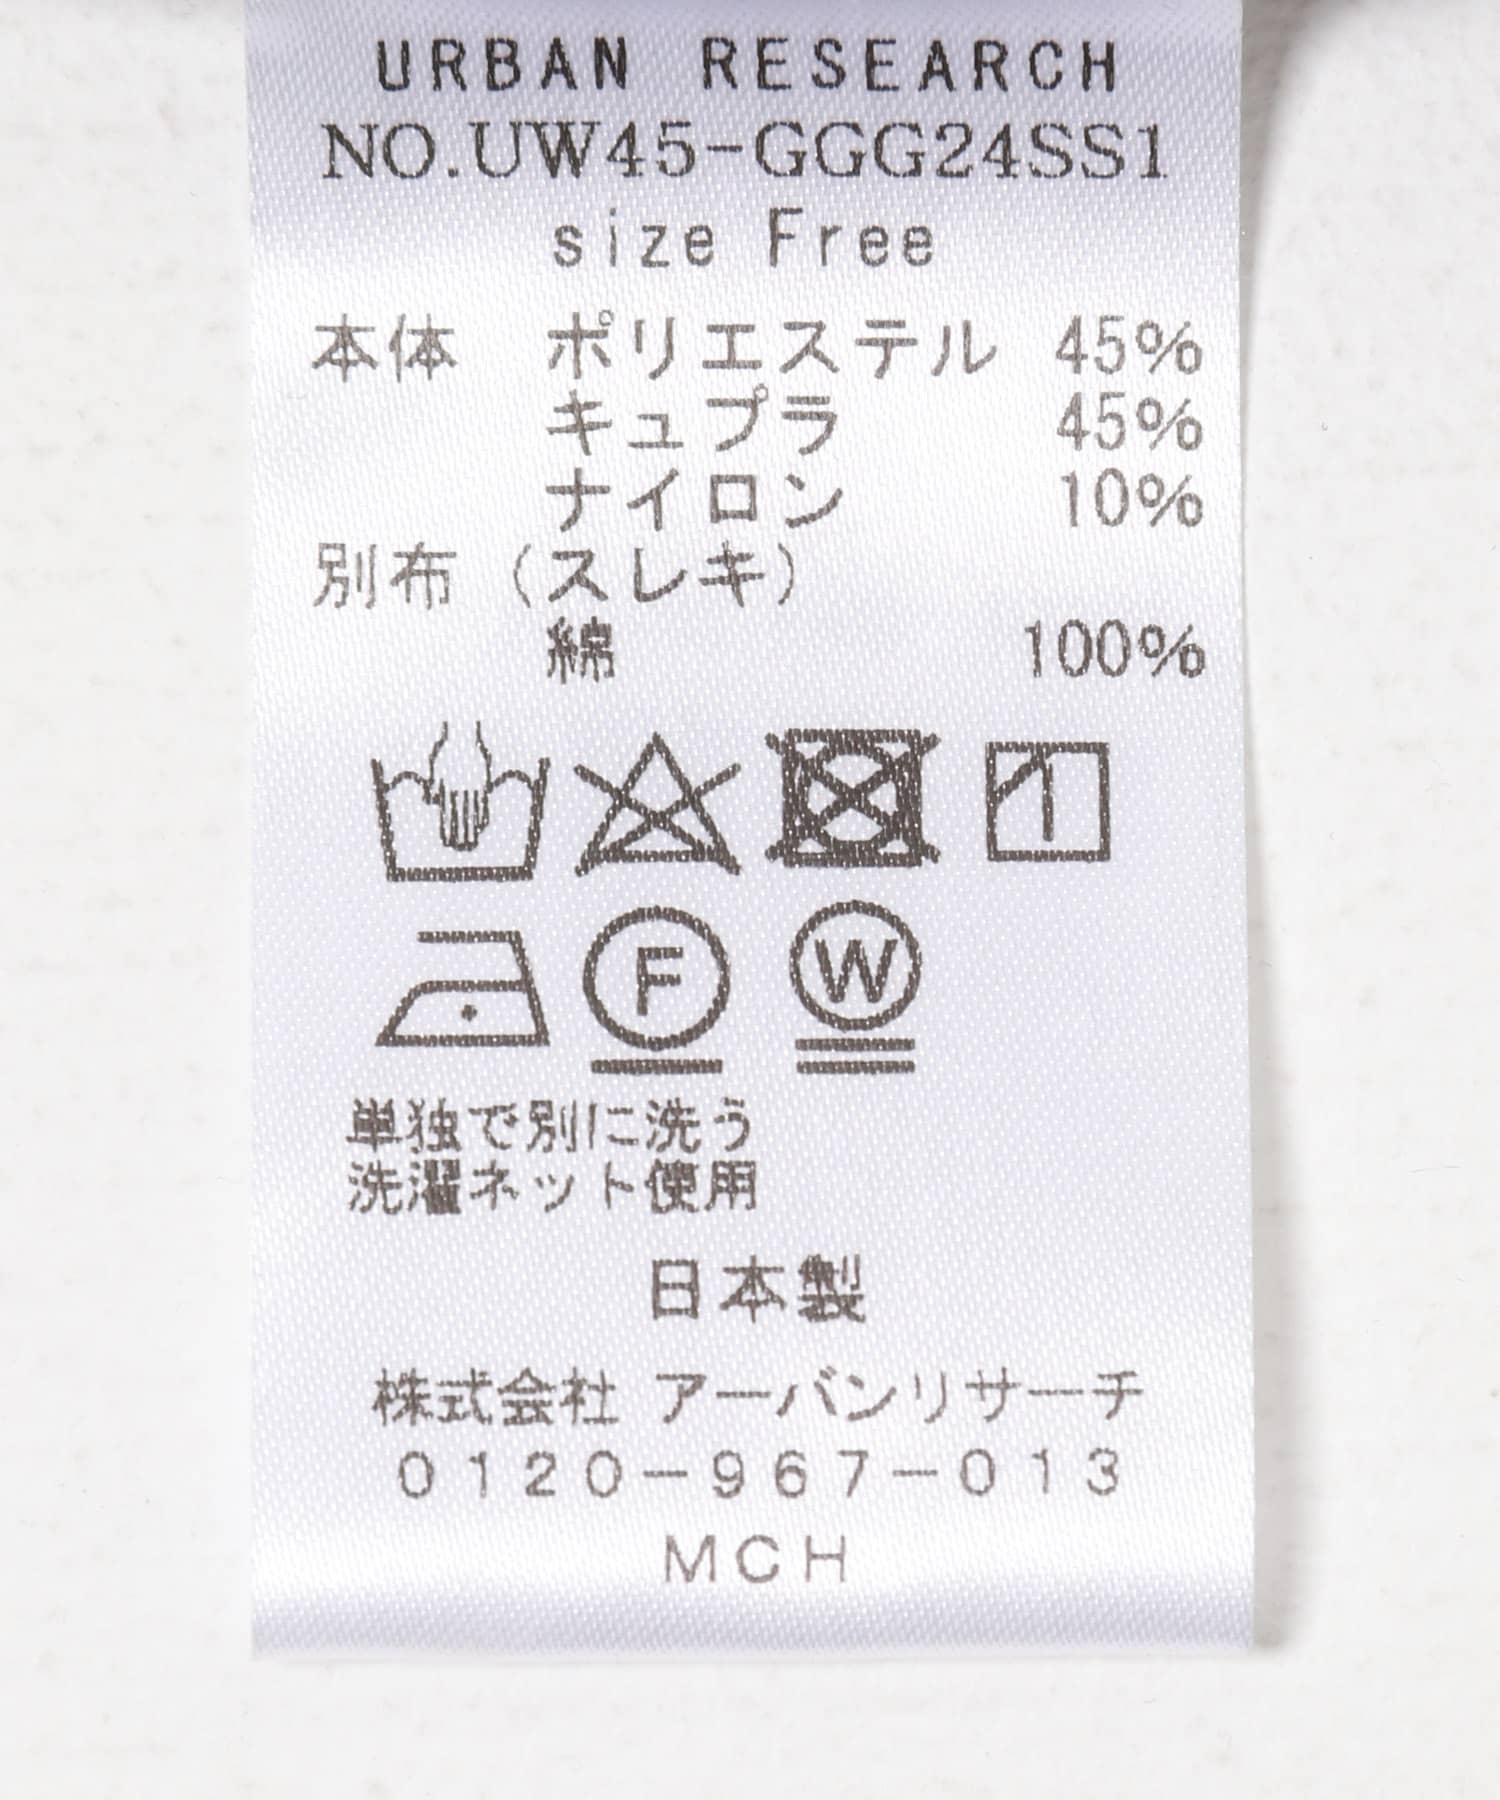 URBAN RESEARCH
NO.UW45-GGG24SS1
size Free
本体 ポリエステル 45%
キュプラ 45%
ナイロン 10%
別布 (スレキ)
綿 100%
F W
単独で別に洗う
洗濯ネット使用
日本製
株式会社 アーバンリサーチ
0120-967-013
MCH